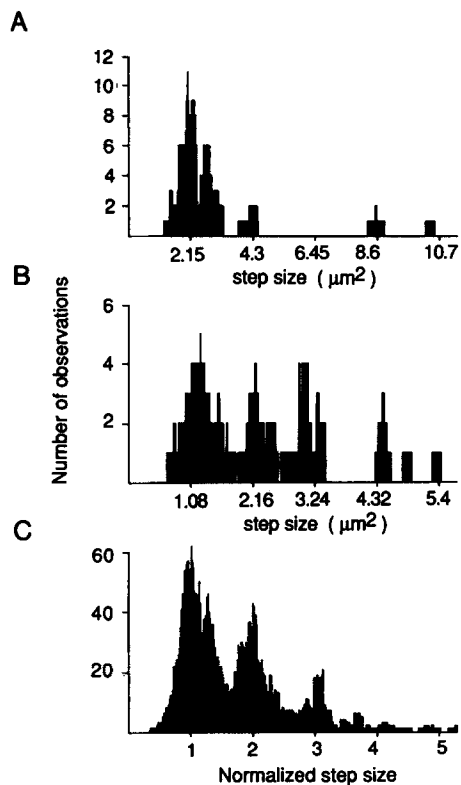 A
12
10
8
6
4
2
2.15 4.3 6.45 8.6 10.7
step size ( μm2 )
B
Number of observations
6
4
2
1.08 2.16 3.24 4.32 5.4
step size ( μm2 )
C
60
40
20
1 2 3 4 5
Normalized step size